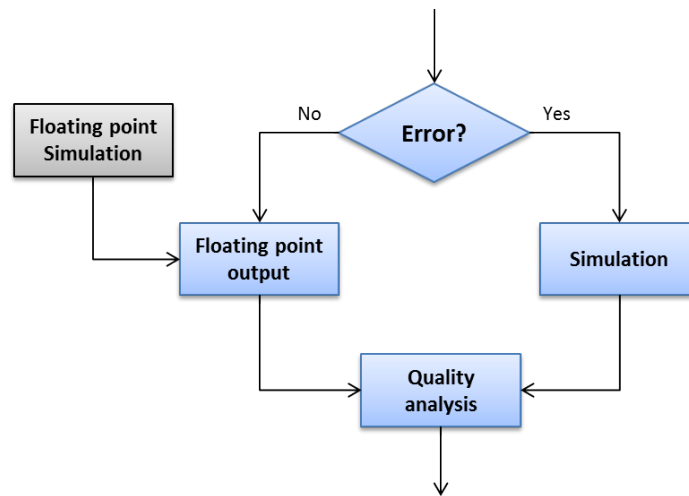 No
Yes
Error?
Floating point
Simulation
Floating point
output
Simulation
Quality
analysis